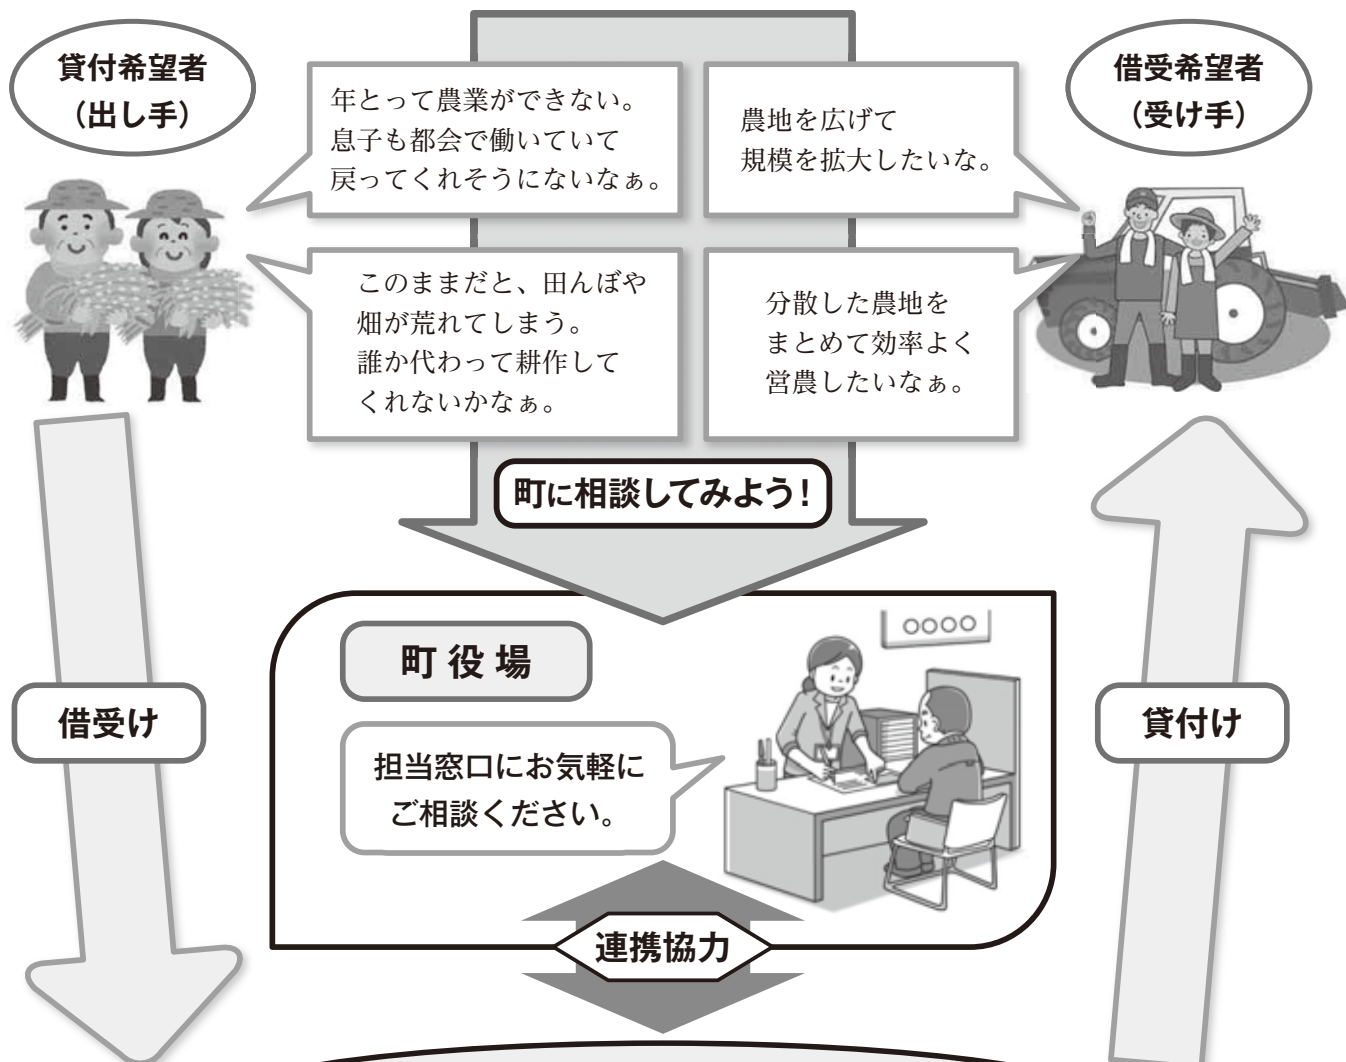 貸付希望者
（出し手）
年とって農業ができない。
息子も都会で働いていて
戻ってくれそうにないなぁ。
農地を広げて
規模を拡大したいな。
借受希望者
（受け手）
このままだと、田んぼや
畑が荒れてしまう。
誰か代わって耕作して
くれないかなぁ。
分散した農地を
まとめて効率よく
営農したいなぁ。
町に相談してみよう！
町役場
○○○○
借受け
担当窓口にお気軽に
ご相談ください。
貸付け
連携協力